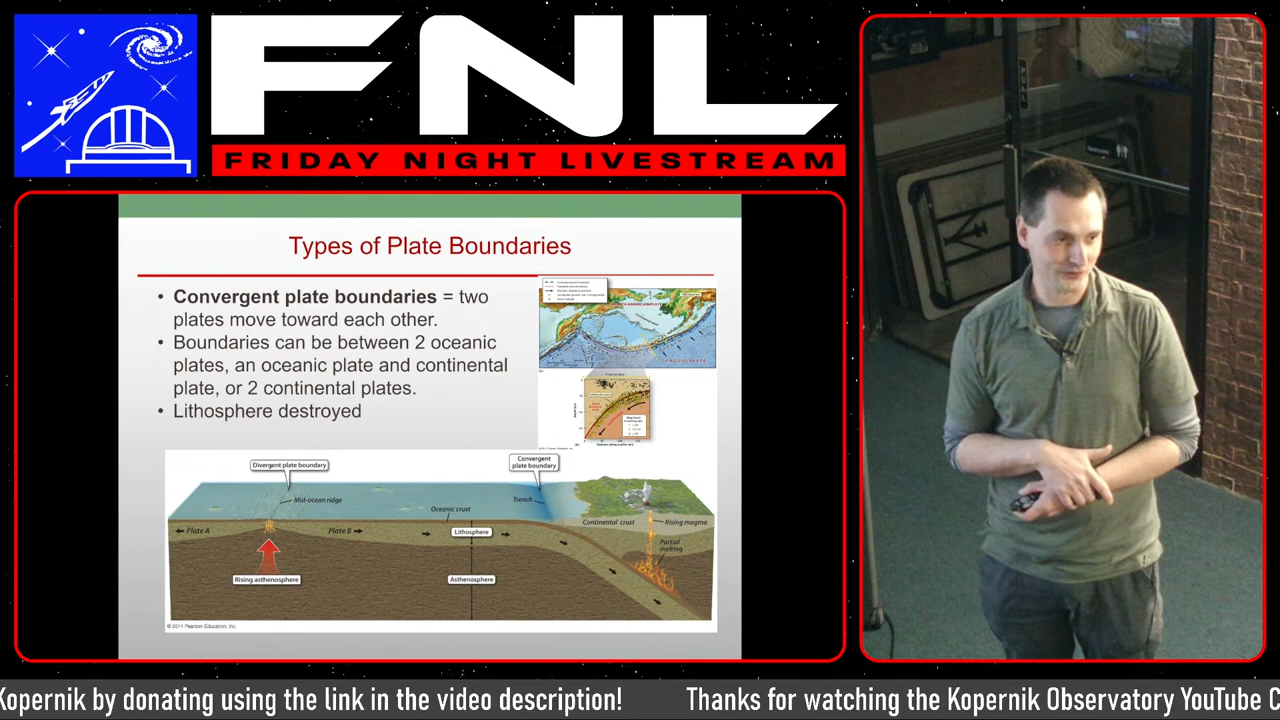 FNL
FRIDAY NIGHT LIVESTREAM
Types of Plate Boundaries
• Convergent plate boundaries = two
plates move toward each other.
• Boundaries can be between 2 oceanic
plates, an oceanic plate and continental
plate, or 2 continental plates.
• Lithosphere destroyed
PACIFIC PLATE
Divergent plate boundary
Mid-ocean ridge
Convergent
plate boundary
Trench
Oceanic crust
Plate A
Plate B
Lithosphere
Continental crust
Rising magma
Partial
melting
Rising asthenosphere
Asthenosphere
© 2011 Pearson Education, Inc.
PULL
Restrooms
Kopernik by donating using the link in the video description!
Thanks for watching the Kopernik Observatory YouTube C